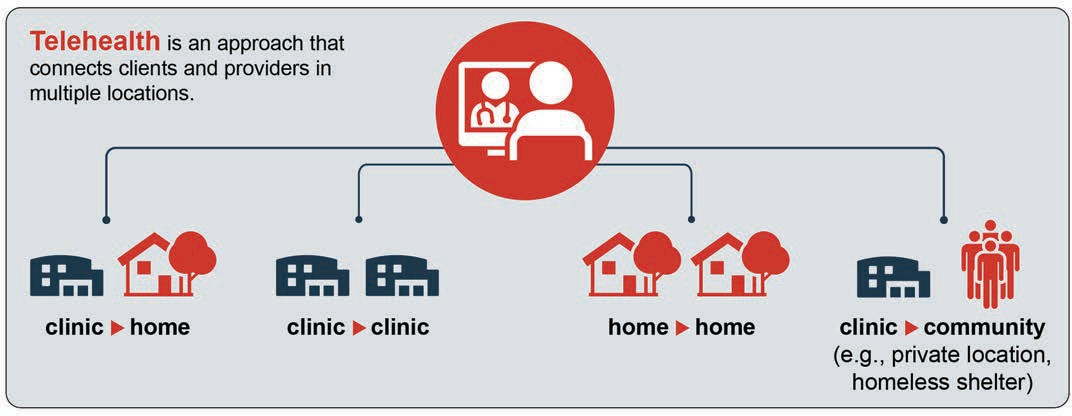 Telehealth is an approach that
connects clients and providers in
multiple locations.
clinic ▶ home
clinic ▶ clinic
home ▶ home
clinic ▶ community
(e.g., private location,
homeless shelter)